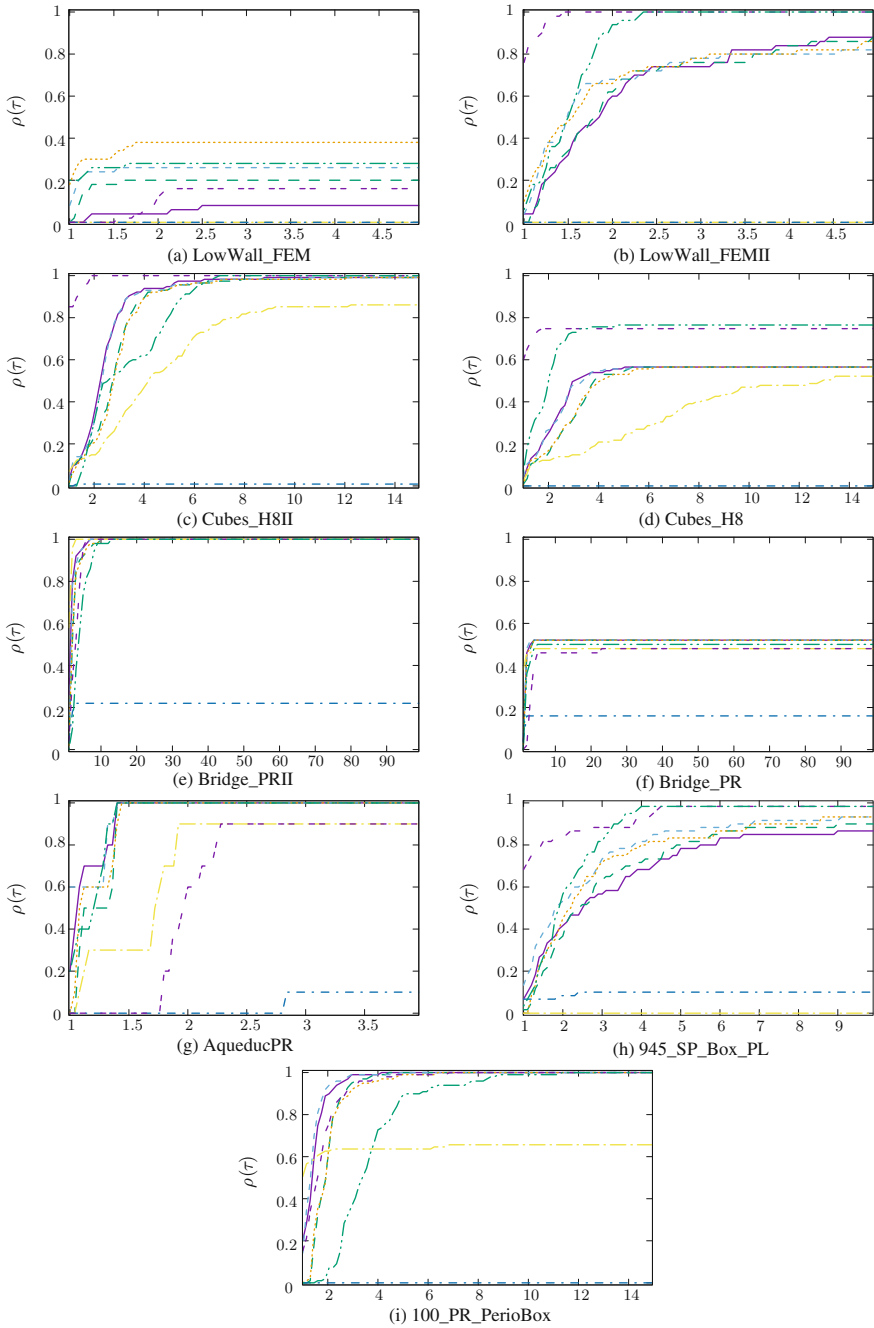 1
0.8
0.6
0.4
0.2
0
ρ(τ)
1 1.5 2 2.5 3 3.5 4 4.5
(a) LowWall_FEM
1
0.8
0.6
0.4
0.2
0
ρ(τ)
1 1.5 2 2.5 3 3.5 4 4.5
(b) LowWall_FEMII
1
0.8
0.6
0.4
0.2
0
ρ(τ)
2 4 6 8 10 12 14
(c) Cubes_H8II
1
0.8
0.6
0.4
0.2
0
ρ(τ)
2 4 6 8 10 12 14
(d) Cubes_H8
1
0.8
0.6
0.4
0.2
0
ρ(τ)
10 20 30 40 50 60 70 80 90
(e) Bridge_PRII
1
0.8
0.6
0.4
0.2
0
ρ(τ)
10 20 30 40 50 60 70 80 90
(f) Bridge_PR
1
0.8
0.6
0.4
0.2
0
ρ(τ)
1 1.5 2 2.5 3 3.5
(g) AqueducPR
1
0.8
0.6
0.4
0.2
0
ρ(τ)
1 2 3 4 5 6 7 8 9
(h) 945_SP_Box_PL
1
0.8
0.6
0.4
0.2
0
ρ(τ)
2 4 6 8 10 12 14
(i) 100_PR_PerioBox